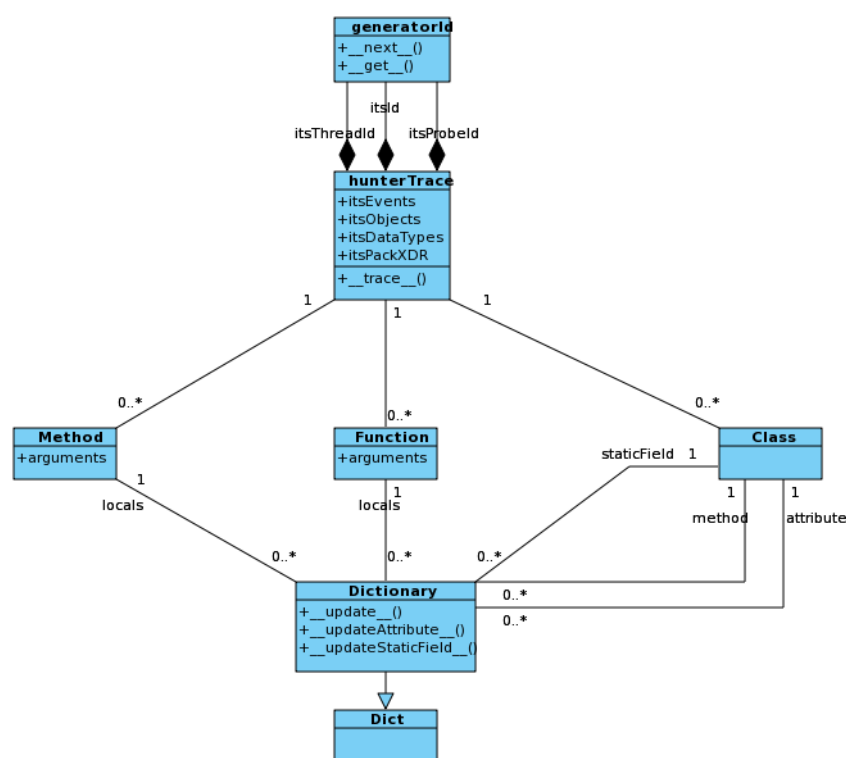 generatorId
+__next__()
+__get__()
itsId
itsThreadId
itsProbeId
hunterTrace
+itsEvents
+itsObjects
+itsDataTypes
+itsPackXDR
+__trace__()
1
1
1
0..*
0..*
0..*
Method
+arguments
Function
+arguments
Class
staticField 1
1
locals
1
locals
1
method
1
attribute
0..*
0..*
0..*
0..*
0..*
Dictionary
+__update__()
+__updateAttribute__()
+__updateStaticField__()
Dict